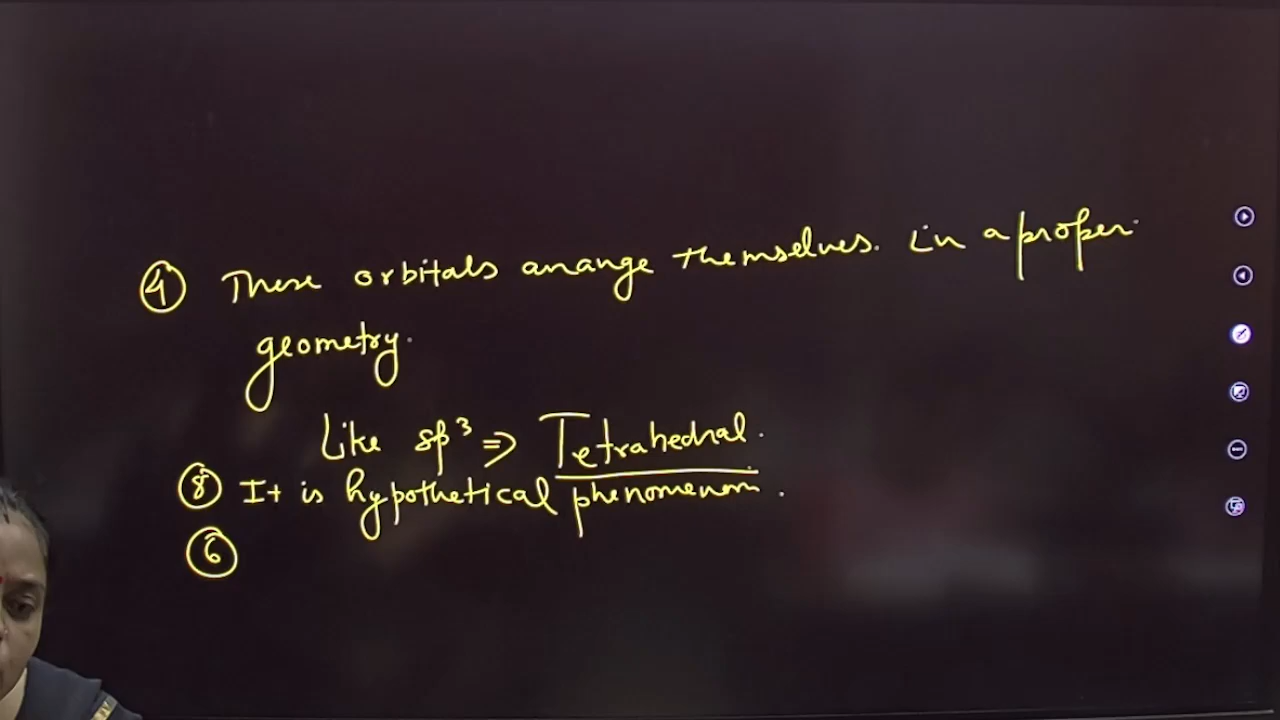 ④ These orbitals arrange themselves. in a proper
geometry.
Like sp³ ⇒ Tetrahedral.
⑧ It is hypothetical phenomenon.
⑥